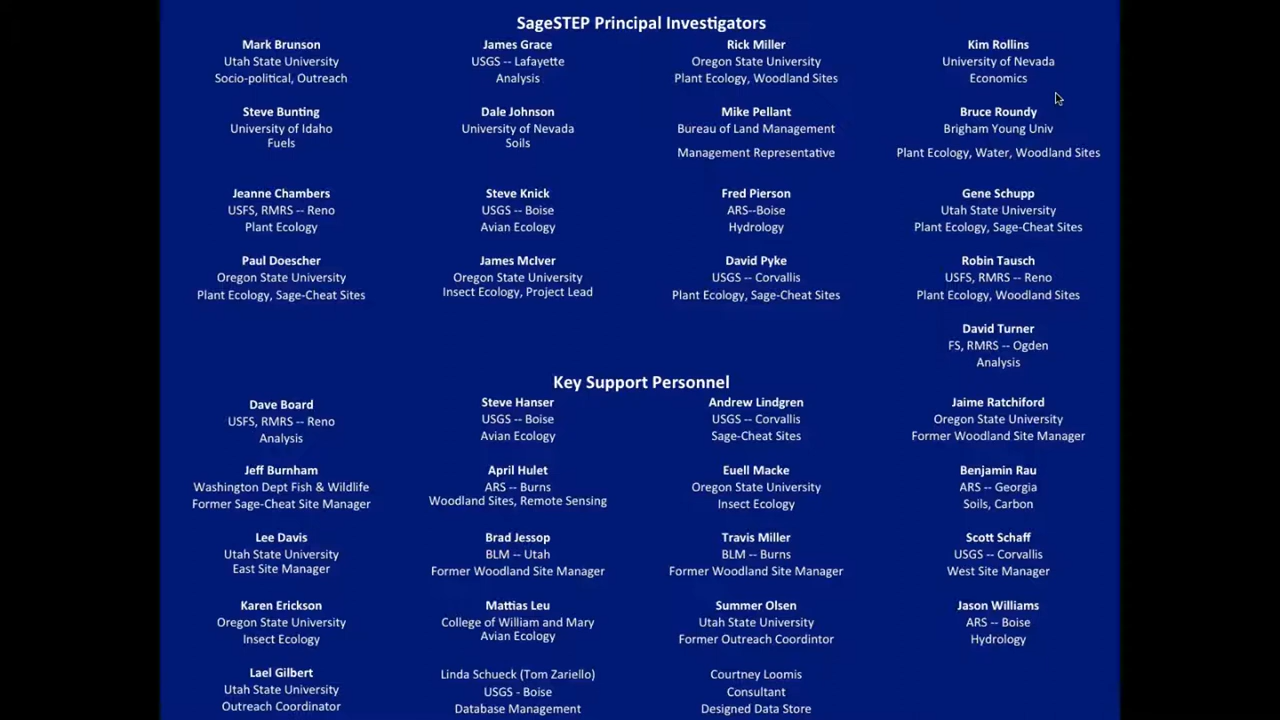 SageSTEP Principal Investigators
Mark Brunson
Utah State University
Socio-political, Outreach
James Grace
USGS -- Lafayette
Analysis
Rick Miller
Oregon State University
Plant Ecology, Woodland Sites
Kim Rollins
University of Nevada
Economics
Steve Bunting
University of Idaho
Fuels
Dale Johnson
University of Nevada
Soils
Mike Pellant
Bureau of Land Management
Management Representative
Bruce Roundy
Brigham Young Univ
Plant Ecology, Water, Woodland Sites
Jeanne Chambers
USFS, RMRS -- Reno
Plant Ecology
Steve Knick
USGS -- Boise
Avian Ecology
Fred Pierson
ARS--Boise
Hydrology
Gene Schupp
Utah State University
Plant Ecology, Sage-Cheat Sites
Paul Doescher
Oregon State University
Plant Ecology, Sage-Cheat Sites
James McIver
Oregon State University
Insect Ecology, Project Lead
David Pyke
USGS -- Corvallis
Plant Ecology, Sage-Cheat Sites
Robin Tausch
USFS, RMRS -- Reno
Plant Ecology, Woodland Sites
David Turner
FS, RMRS -- Ogden
Analysis
Key Support Personnel
Dave Board
USFS, RMRS -- Reno
Analysis
Steve Hanser
USGS -- Boise
Avian Ecology
Andrew Lindgren
USGS -- Corvallis
Sage-Cheat Sites
Jaime Ratchiford
Oregon State University
Former Woodland Site Manager
Jeff Burnham
Washington Dept Fish & Wildlife
Former Sage-Cheat Site Manager
April Hulet
ARS -- Burns
Woodland Sites, Remote Sensing
Euell Macke
Oregon State University
Insect Ecology
Benjamin Rau
ARS -- Georgia
Soils, Carbon
Lee Davis
Utah State University
East Site Manager
Brad Jessop
BLM -- Utah
Former Woodland Site Manager
Travis Miller
BLM -- Burns
Former Woodland Site Manager
Scott Schaff
USGS -- Corvallis
West Site Manager
Karen Erickson
Oregon State University
Insect Ecology
Mattias Leu
College of William and Mary
Avian Ecology
Summer Olsen
Utah State University
Former Outreach Coordintor
Jason Williams
ARS -- Boise
Hydrology
Lael Gilbert
Utah State University
Outreach Coordinator
Linda Schueck (Tom Zariello)
USGS - Boise
Database Management
Courtney Loomis
Consultant
Designed Data Store